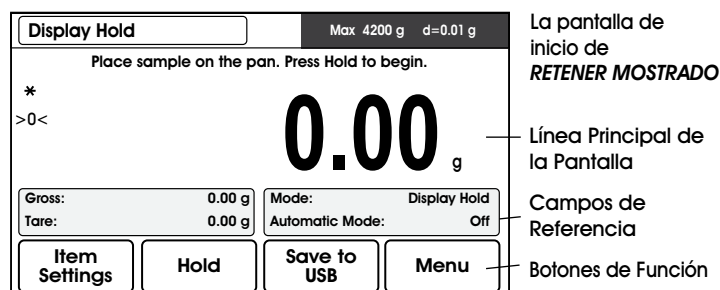 Display Hold
Max 4200 g d=0.01 g
Place sample on the pan. Press Hold to begin.
*
>0<
0.00 g
Gross: 0.00 g
Tare: 0.00 g
Mode: Display Hold
Automatic Mode: Off
Item Settings
Hold
Save to USB
Menu
La pantalla de
inicio de
RETENER MOSTRADO
Línea Principal de
la Pantalla
Campos de
Referencia
Botones de Función